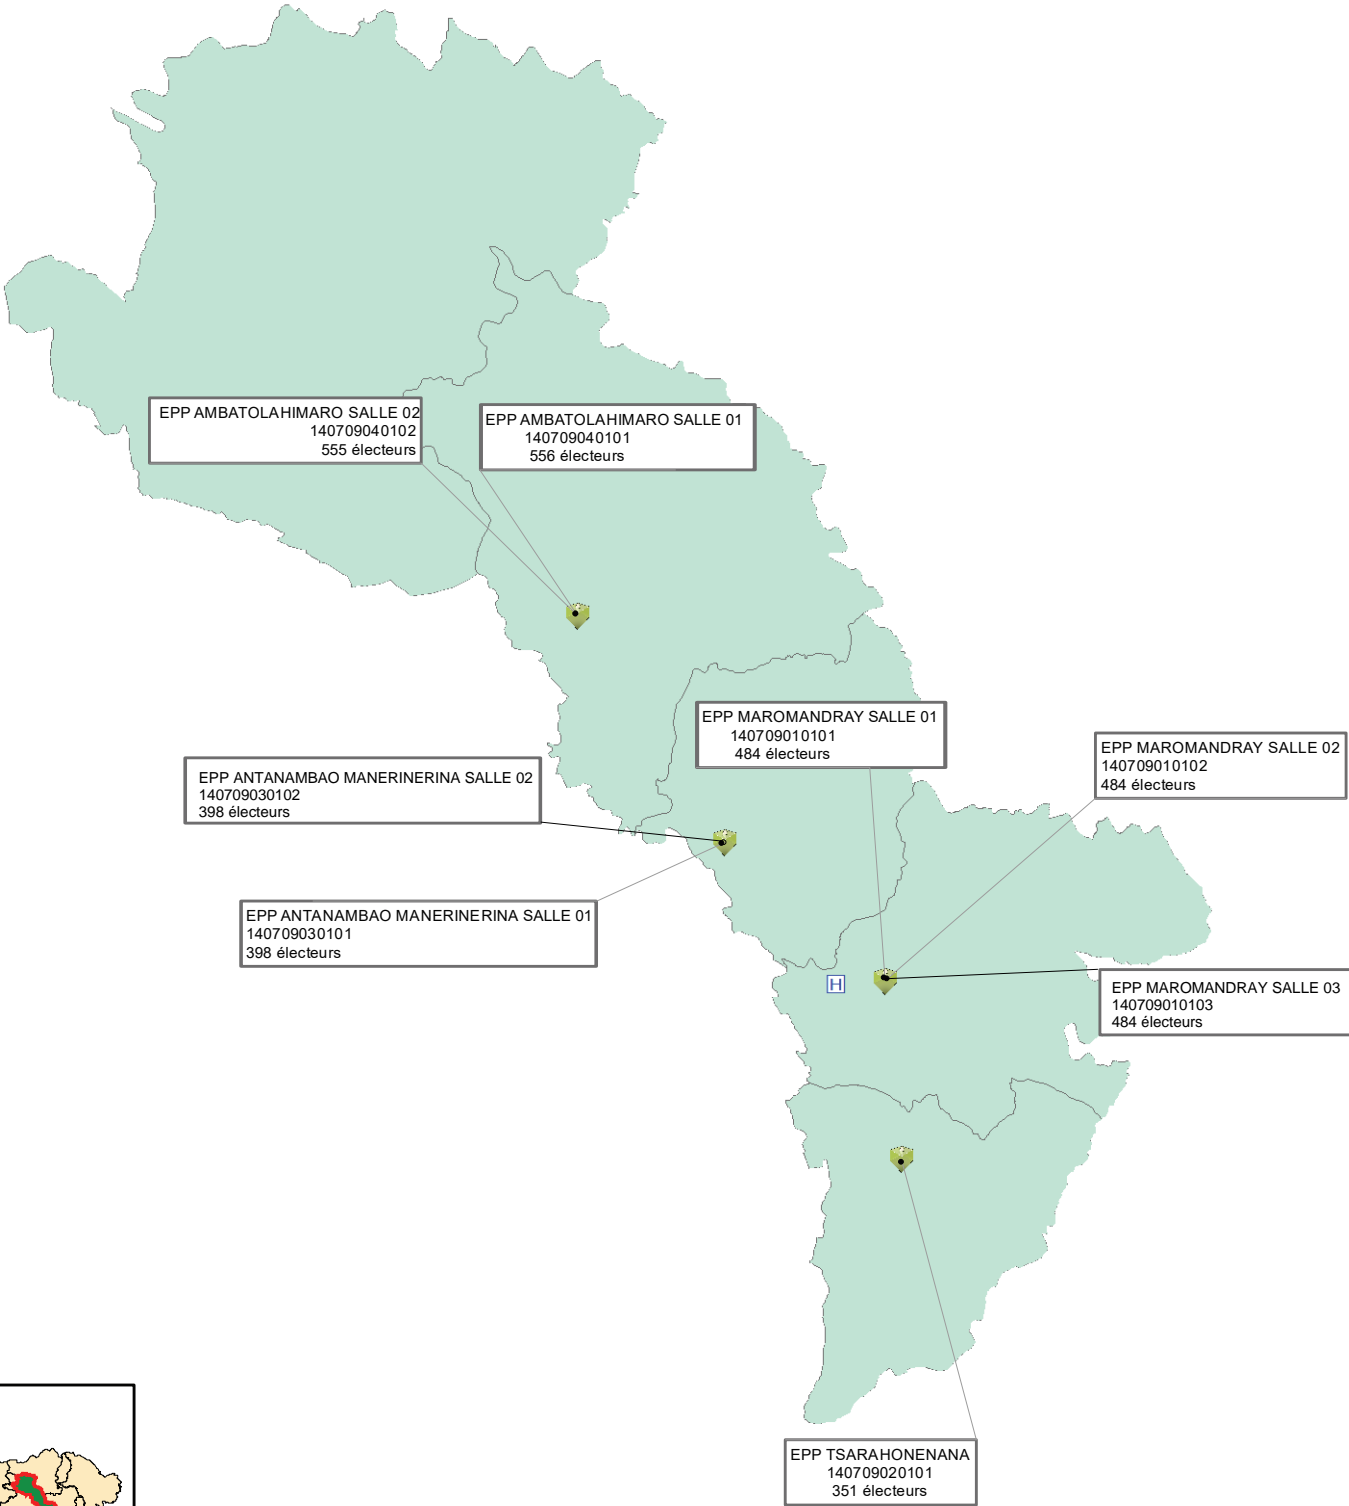 EPP AMBATOLAHIMARO SALLE 02
140709040102
555 électeurs
EPP AMBATOLAHIMARO SALLE 01
140709040101
556 électeurs
EPP MAROMANDRAY SALLE 01
140709010101
484 électeurs
EPP MAROMANDRAY SALLE 02
140709010102
484 électeurs
EPP ANTANAMBAO MANERINERINA SALLE 02
140709030102
398 électeurs
EPP ANTANAMBAO MANERINERINA SALLE 01
140709030101
398 électeurs
H
EPP MAROMANDRAY SALLE 03
140709010103
484 électeurs
EPP TSARAHONENANA
140709020101
351 électeurs